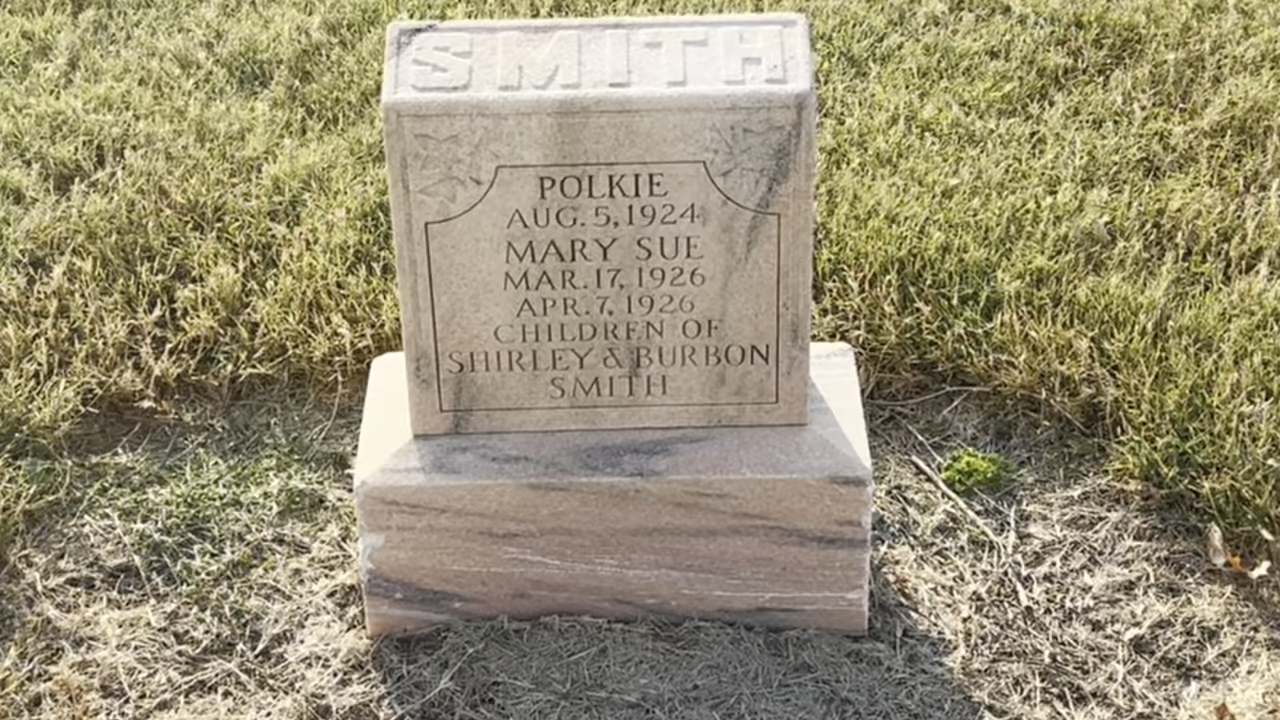 SMITH
POLKIE
AUG. 5, 1924
MARY SUE
MAR. 17, 1926
APR. 7, 1926
CHILDREN OF
SHIRLEY & BURBON
SMITH